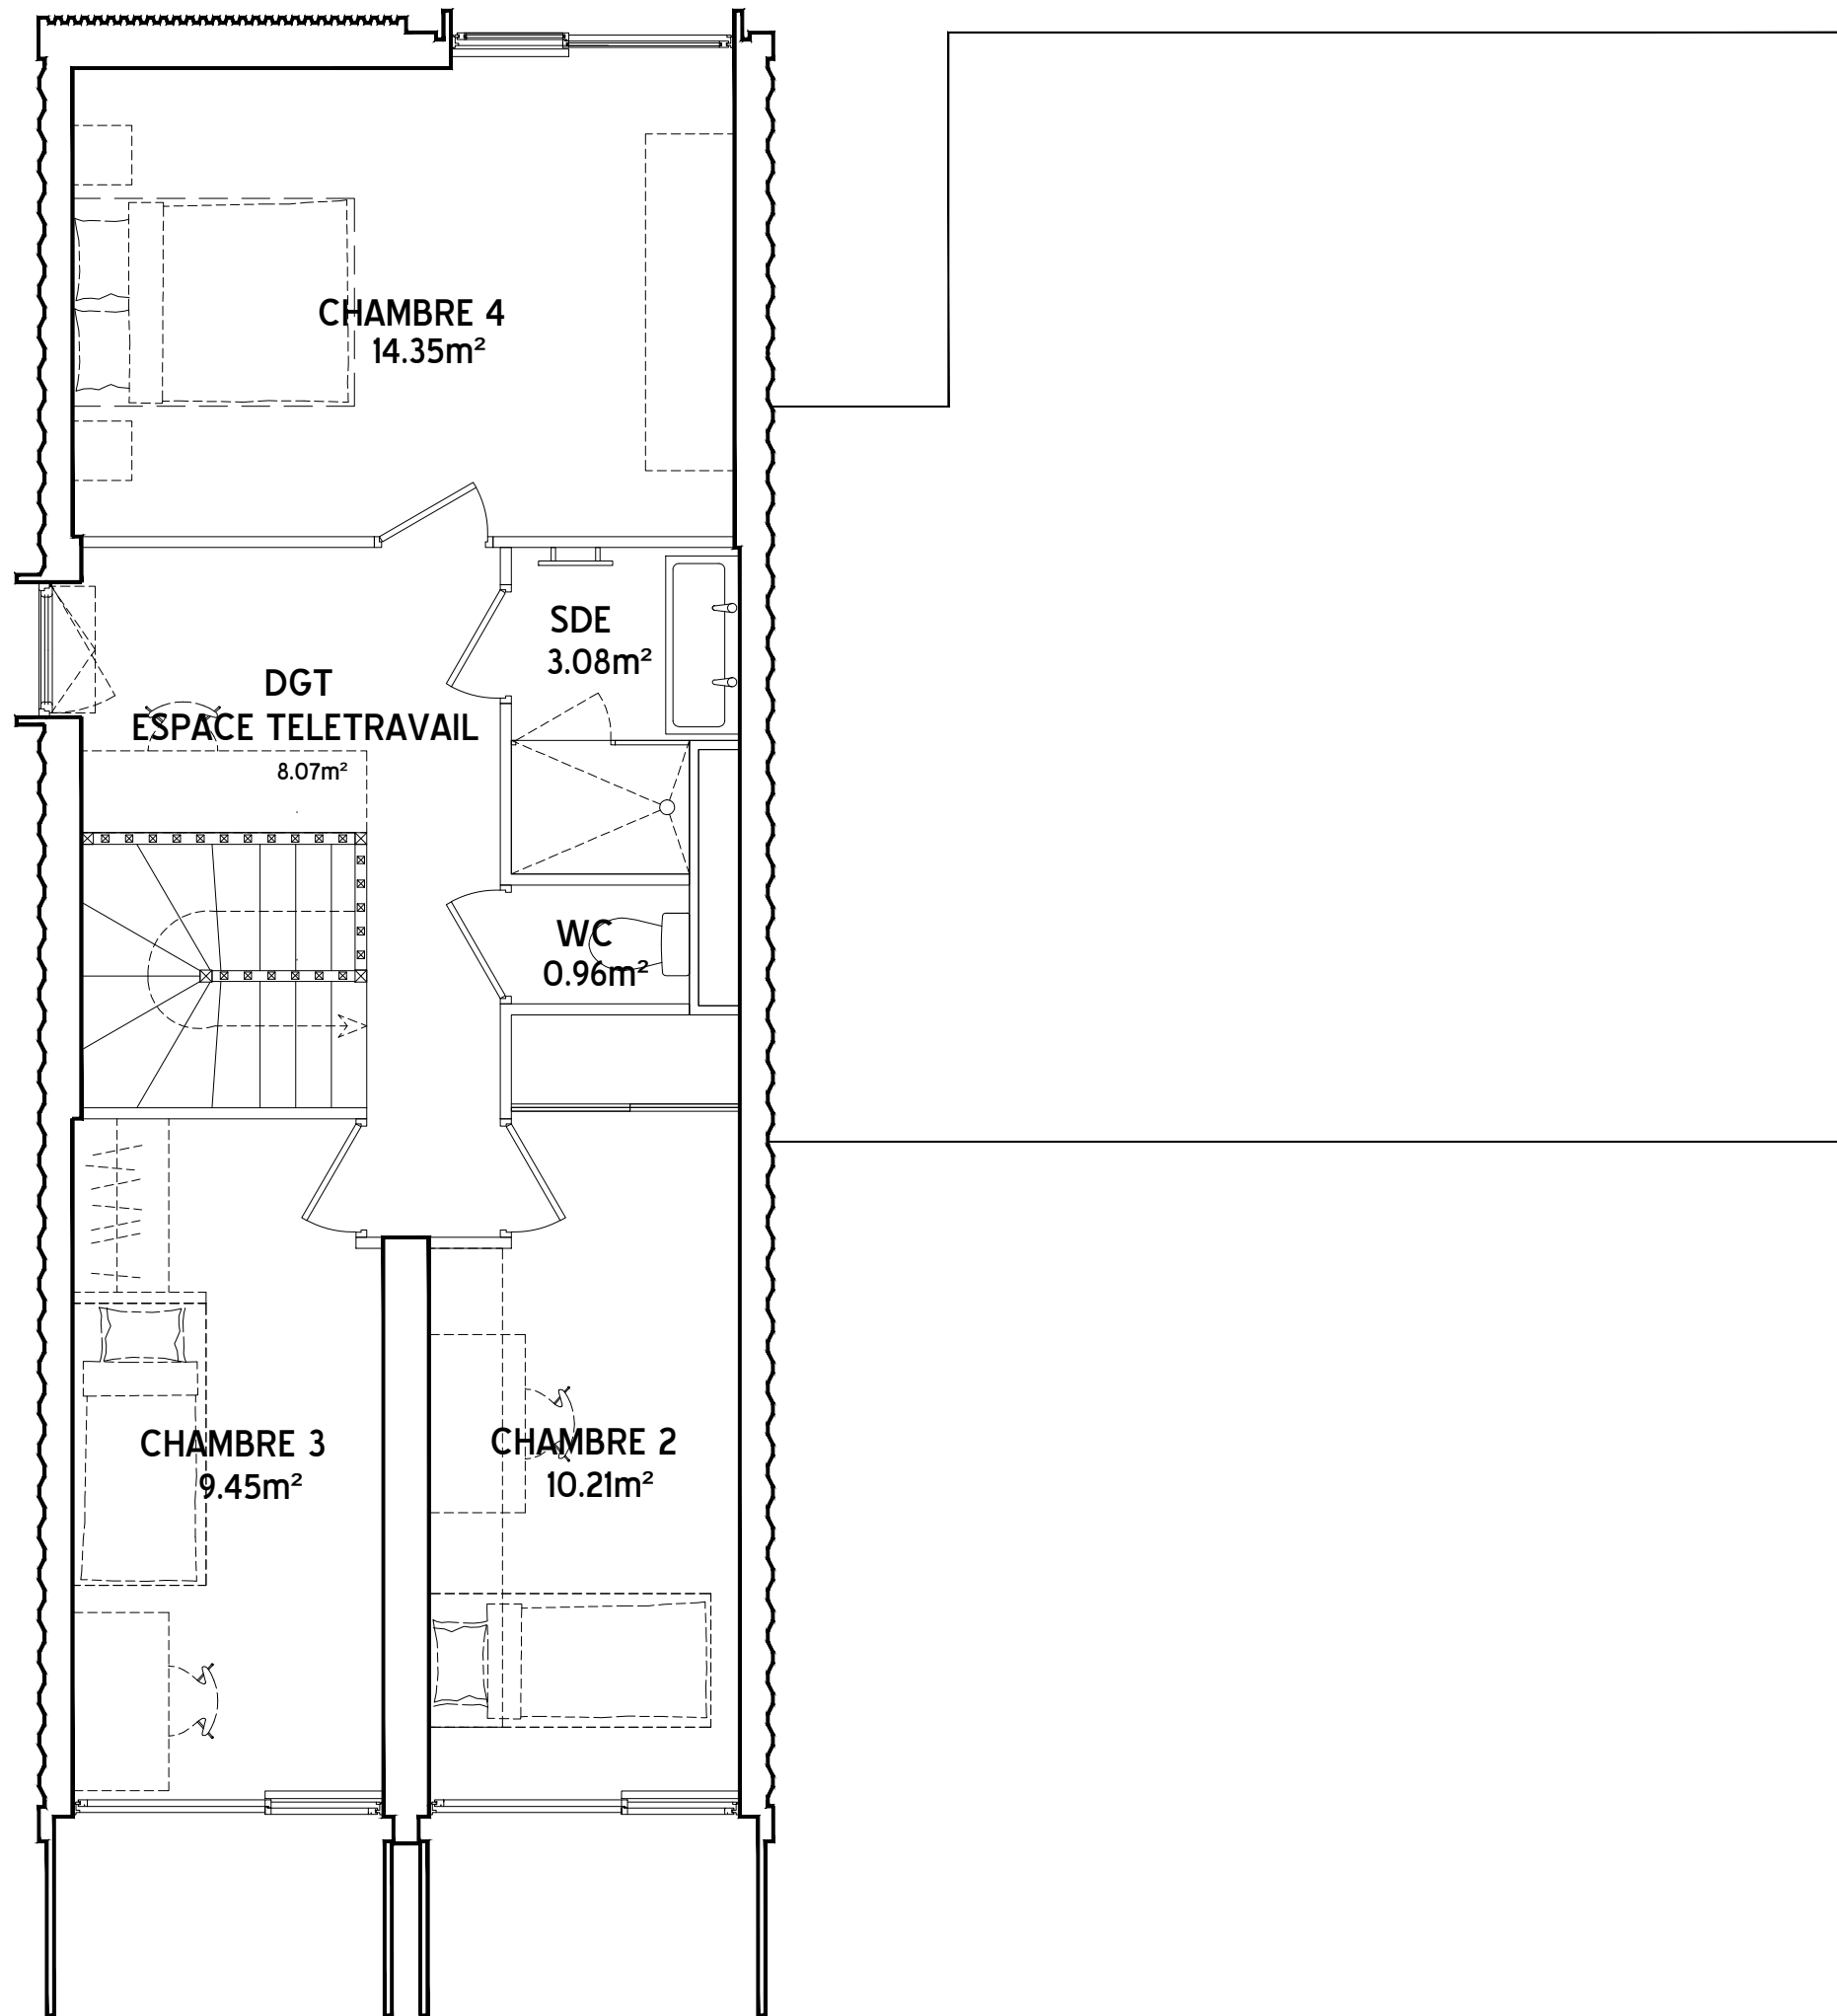 CHAMBRE 4
14.35m²
SDE
3.08m²
DGT
ESPACE TELETRAVAIL
8.07m²
WC
0.96m²
CHAMBRE 3
9.45m²
CHAMBRE 2
10.21m²